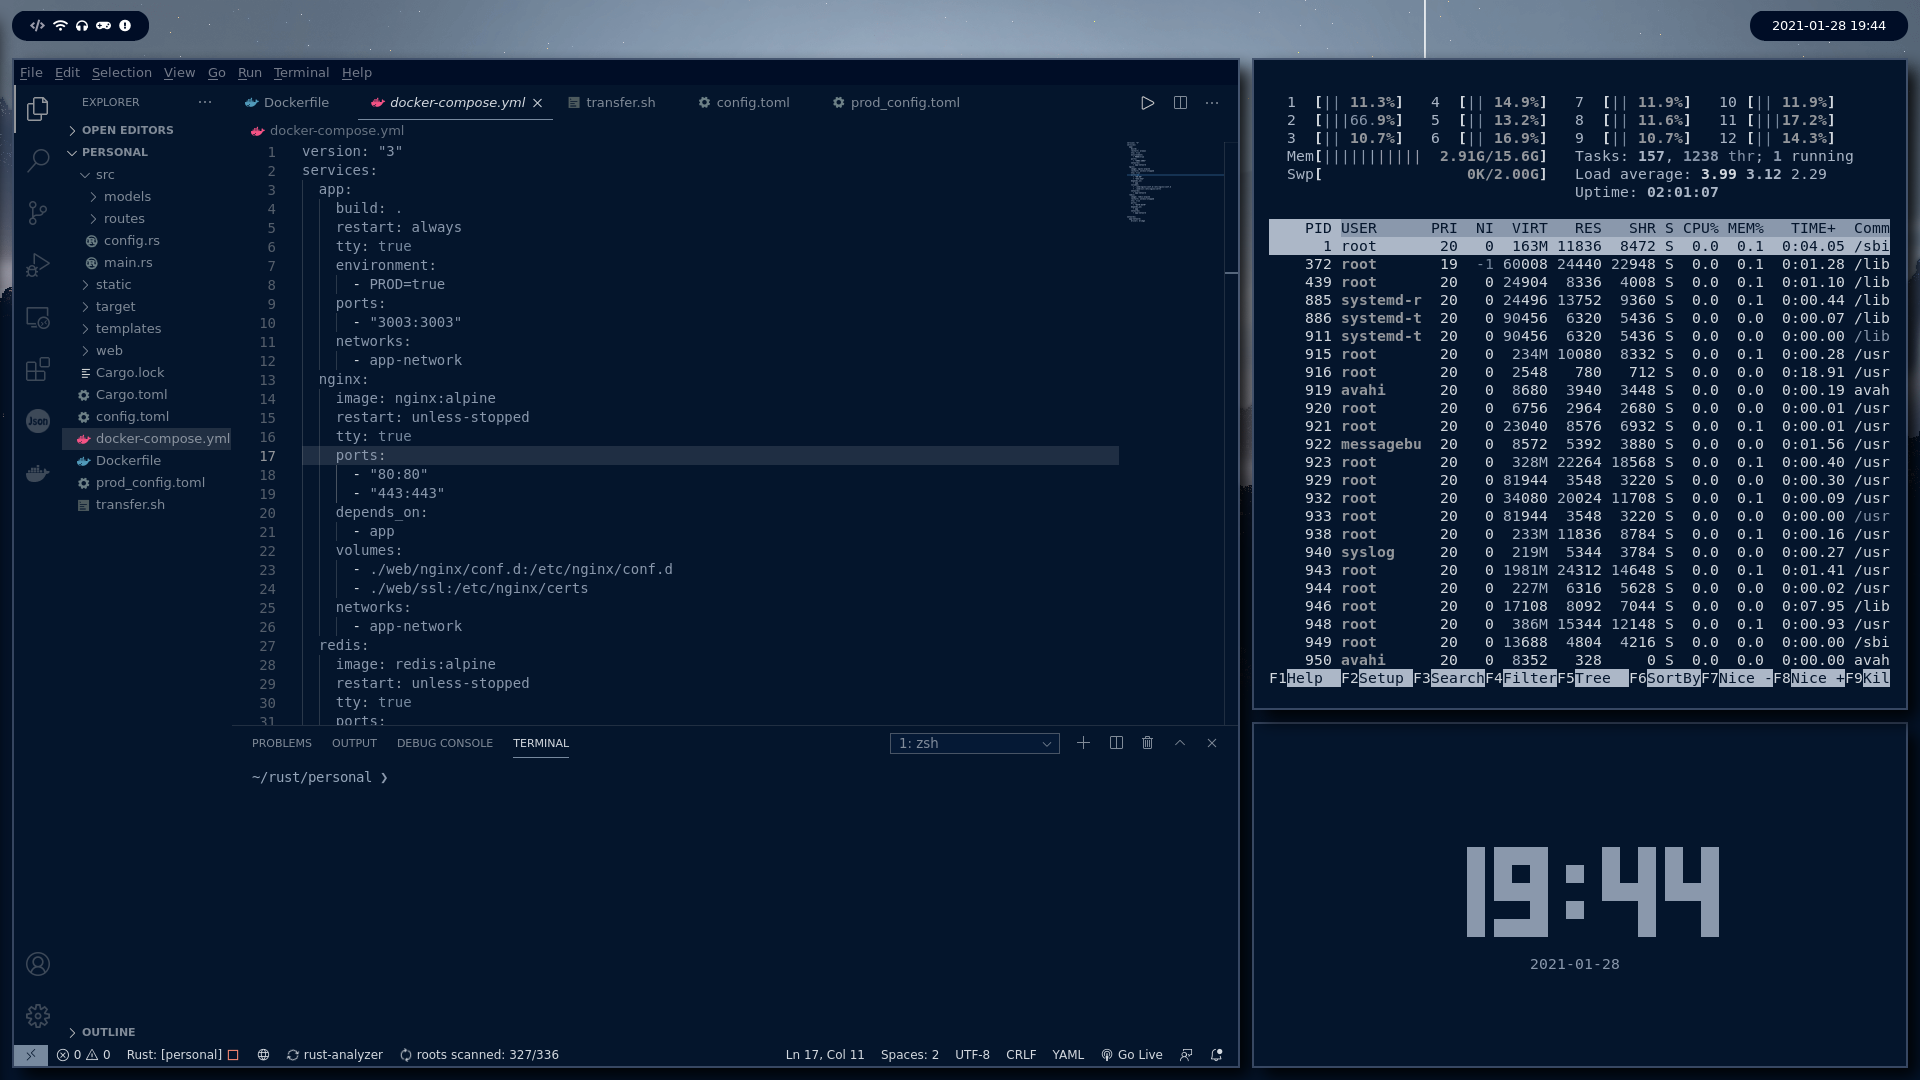 2021-01-28 19:44
File Edit Selection View Go Run Terminal Help
EXPLORER ···
OPEN EDITORS
PERSONAL
src
models
routes
config.rs
main.rs
static
target
templates
web
Cargo.lock
Cargo.toml
config.toml
docker-compose.yml
Dockerfile
prod_config.toml
transfer.sh
OUTLINE
Json
Dockerfile docker-compose.yml transfer.sh config.toml prod_config.toml
docker-compose.yml
1 version: "3"
2 services:
3 app:
4 build: .
5 restart: always
6 tty: true
7 environment:
8 - PROD=true
9 ports:
10 - "3003:3003"
11 networks:
12 - app-network
13 nginx:
14 image: nginx:alpine
15 restart: unless-stopped
16 tty: true
17 ports:
18 - "80:80"
19 - "443:443"
20 depends_on:
21 - app
22 volumes:
23 - ./web/nginx/conf.d:/etc/nginx/conf.d
24 - ./web/ssl:/etc/nginx/certs
25 networks:
26 - app-network
27 redis:
28 image: redis:alpine
29 restart: unless-stopped
30 tty: true
31 ports:
PROBLEMS OUTPUT DEBUG CONSOLE TERMINAL 1: zsh
~/rust/personal ❯
0 0 Rust: [personal] rust-analyzer roots scanned: 327/336 Ln 17, Col 11 Spaces: 2 UTF-8 CRLF YAML Go Live
1 [|| 11.3%] 4 [|| 14.9%] 7 [|| 11.9%] 10 [|| 11.9%]
2 [|||66.9%] 5 [|| 13.2%] 8 [|| 11.6%] 11 [|||17.2%]
3 [|| 10.7%] 6 [|| 16.9%] 9 [|| 10.7%] 12 [|| 14.3%]
Mem[||||||||||| 2.91G/15.6G] Tasks: 157, 1238 thr; 1 running
Swp[ 0K/2.00G] Load average: 3.99 3.12 2.29
Uptime: 02:01:07
PID USER PRI NI VIRT RES SHR S CPU% MEM% TIME+ Comm
1 root 20 0 163M 11836 8472 S 0.0 0.1 0:04.05 /sbi
372 root 19 -1 60008 24440 22948 S 0.0 0.1 0:01.28 /lib
439 root 20 0 24904 8336 4008 S 0.0 0.1 0:01.10 /lib
885 systemd-r 20 0 24496 13752 9360 S 0.0 0.1 0:00.44 /lib
886 systemd-t 20 0 90456 6320 5436 S 0.0 0.0 0:00.07 /lib
911 systemd-t 20 0 90456 6320 5436 S 0.0 0.0 0:00.00 /lib
915 root 20 0 234M 10080 8332 S 0.0 0.1 0:00.28 /usr
916 root 20 0 2548 780 712 S 0.0 0.0 0:18.91 /usr
919 avahi 20 0 8680 3940 3448 S 0.0 0.0 0:00.19 avah
920 root 20 0 6756 2964 2680 S 0.0 0.0 0:00.01 /usr
921 root 20 0 23040 8576 6932 S 0.0 0.1 0:00.01 /usr
922 messagebu 20 0 8572 5392 3880 S 0.0 0.0 0:01.56 /usr
923 root 20 0 328M 22264 18568 S 0.0 0.1 0:00.40 /usr
929 root 20 0 81944 3548 3220 S 0.0 0.0 0:00.30 /usr
932 root 20 0 34080 20024 11708 S 0.0 0.1 0:00.09 /usr
933 root 20 0 81944 3548 3220 S 0.0 0.0 0:00.00 /usr
938 root 20 0 233M 11836 8784 S 0.0 0.1 0:00.16 /usr
940 syslog 20 0 219M 5344 3784 S 0.0 0.0 0:00.27 /usr
943 root 20 0 1981M 24312 14648 S 0.0 0.1 0:01.41 /usr
944 root 20 0 227M 6316 5628 S 0.0 0.0 0:00.02 /usr
946 root 20 0 17108 8092 7044 S 0.0 0.0 0:07.95 /lib
948 root 20 0 386M 15344 12148 S 0.0 0.1 0:00.93 /usr
949 root 20 0 13688 4804 4216 S 0.0 0.0 0:00.00 /sbi
950 avahi 20 0 8352 328 0 S 0.0 0.0 0:00.00 avah
F1Help F2Setup F3SearchF4FilterF5Tree F6SortByF7Nice -F8Nice +F9Kil
19:44
2021-01-28